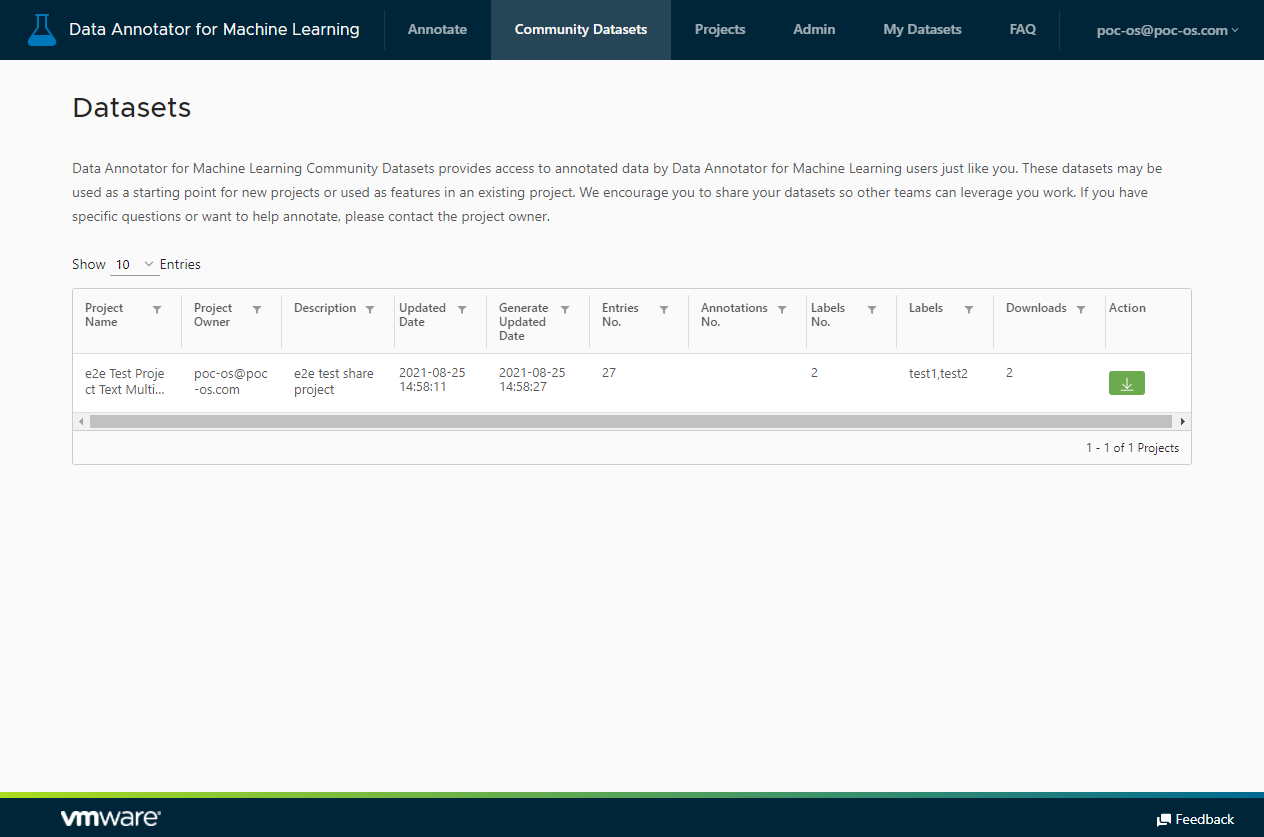 Data Annotator for Machine Learning
Annotate
Community Datasets
Projects
Admin
My Datasets
FAQ
poc-os@poc-os.com
Datasets
Data Annotator for Machine Learning Community Datasets provides access to annotated data by Data Annotator for Machine Learning users just like you. These datasets may be
used as a starting point for new projects or used as features in an existing project. We encourage you to share your datasets so other teams can leverage you work. If you have
specific questions or want to help annotate, please contact the project owner.
Show 10 Entries
Project
Name
Project
Owner
Description
Updated
Date
Generate
Updated
Date
Entries
No.
Annotations
No.
Labels
No.
Labels
Downloads
Action
e2e Test Proje
ct Text Multi...
poc-os@poc
-os.com
e2e test share
project
2021-08-25
14:58:11
2021-08-25
14:58:27
27
2
test1,test2
2
1 - 1 of 1 Projects
vmware
Feedback